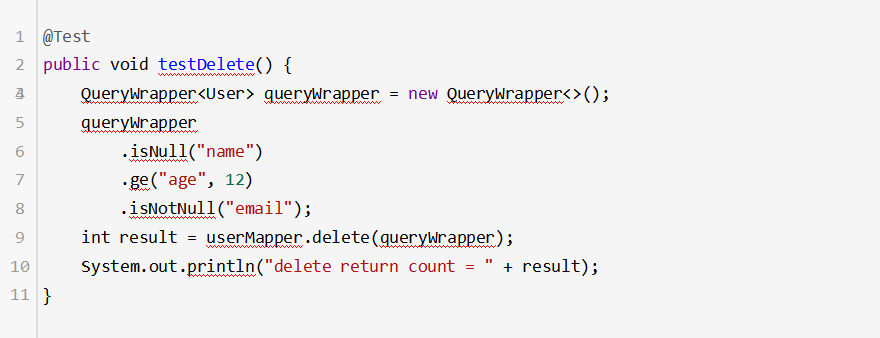 1 @Test
2 public void testDelete() {
4 QueryWrapper<User> queryWrapper = new QueryWrapper<>();
5 queryWrapper
6 .isNull("name")
7 .ge("age", 12)
8 .isNotNull("email");
9 int result = userMapper.delete(queryWrapper);
10 System.out.println("delete return count = " + result);
11 }